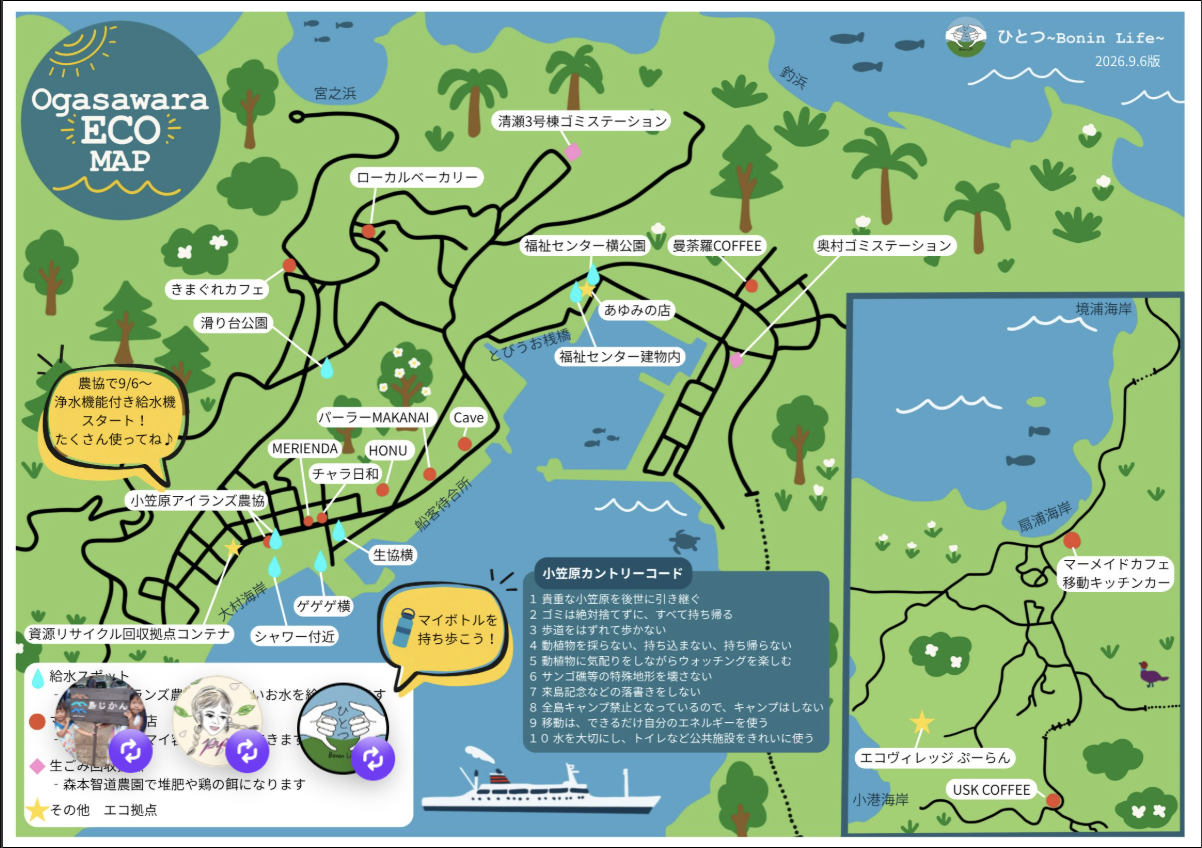 Ogasawara
ECO
MAP
ひとつ~Bonin Life~
2026.9.6版
宮之浜
釣浜
清瀬3号棟ゴミステーション
ローカルベーカリー
福祉センター横公園
曼荼羅COFFEE
奥村ゴミステーション
きまぐれカフェ
滑り台公園
あゆみの店
とびうお桟橋
福祉センター建物内
境浦海岸
農協で9/6〜
浄水機能付き給水機
スタート！
たくさん使ってね♪
パーラーMAKANAI
Cave
MERIENDA
HONU
チャラ日和
小笠原アイランズ農協
船客待合所
生協横
扇浦海岸
マーメイドカフェ
移動キッチンカー
大村海岸
ゲゲゲ横
資源リサイクル回収拠点コンテナ
シャワー付近
マイボトルを
持ち歩こう！
小笠原カントリーコード
1 貴重な小笠原を後世に引き継ぐ
2 ゴミは絶対捨てずに、すべて持ち帰る
3 歩道をはずれて歩かない
4 動植物を採らない、持ち込まない、持ち帰らない
5 動植物に気配りをしながらウォッチングを楽しむ
6 サンゴ礁等の特殊地形を壊さない
7 来島記念などの落書きをしない
8 全島キャンプ禁止となっているので、キャンプはしない
9 移動は、できるだけ自分のエネルギーを使う
10 水を大切にし、トイレなど公共施設をきれいに使う
給水スポット
島じかん
ひとつ
生ごみ回収
- 森本智道農園で堆肥や鶏の餌になります
その他　エコ拠点
エコヴィレッジ ぷーらん
小港海岸
USK COFFEE